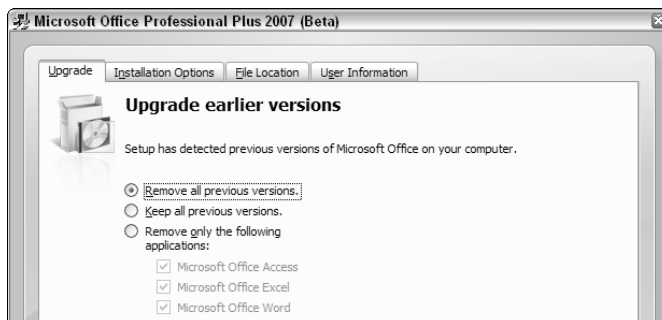 Microsoft Office Professional Plus 2007 (Beta)
Upgrade Installation Options File Location User Information
Upgrade earlier versions
Setup has detected previous versions of Microsoft Office on your computer.
Remove all previous versions.
Keep all previous versions.
Remove only the following
applications:
Microsoft Office Access
Microsoft Office Excel
Microsoft Office Word